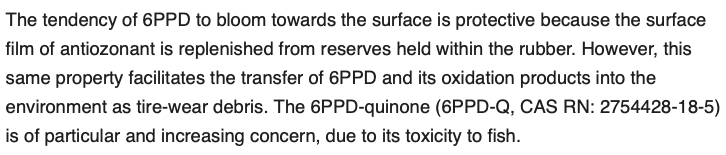 The tendency of 6PPD to bloom towards the surface is protective because the surface
film of antiozonant is replenished from reserves held within the rubber. However, this
same property facilitates the transfer of 6PPD and its oxidation products into the
environment as tire-wear debris. The 6PPD-quinone (6PPD-Q, CAS RN: 2754428-18-5)
is of particular and increasing concern, due to its toxicity to fish.